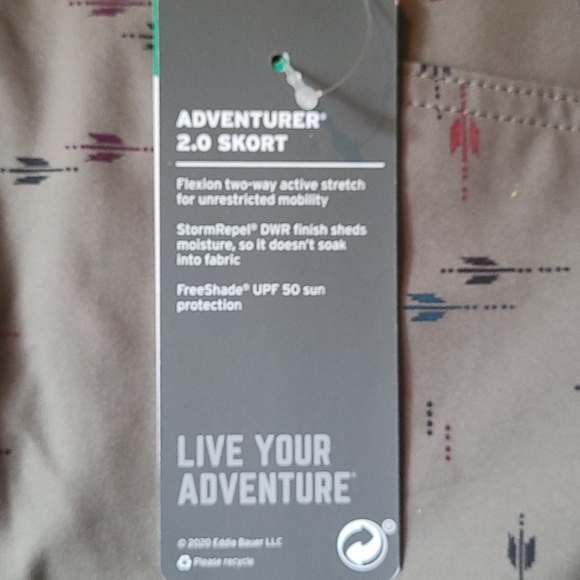 ADVENTURER®
2.0 SKORT
Flexion two-way active stretch
for unrestricted mobility
StormRepel® DWR finish sheds
moisture, so it doesn't soak
into fabric
FreeShade® UPF 50 sun
protection
LIVE YOUR
ADVENTURE®
© 2020 Eddie Bauer LLC
Please recycle
®